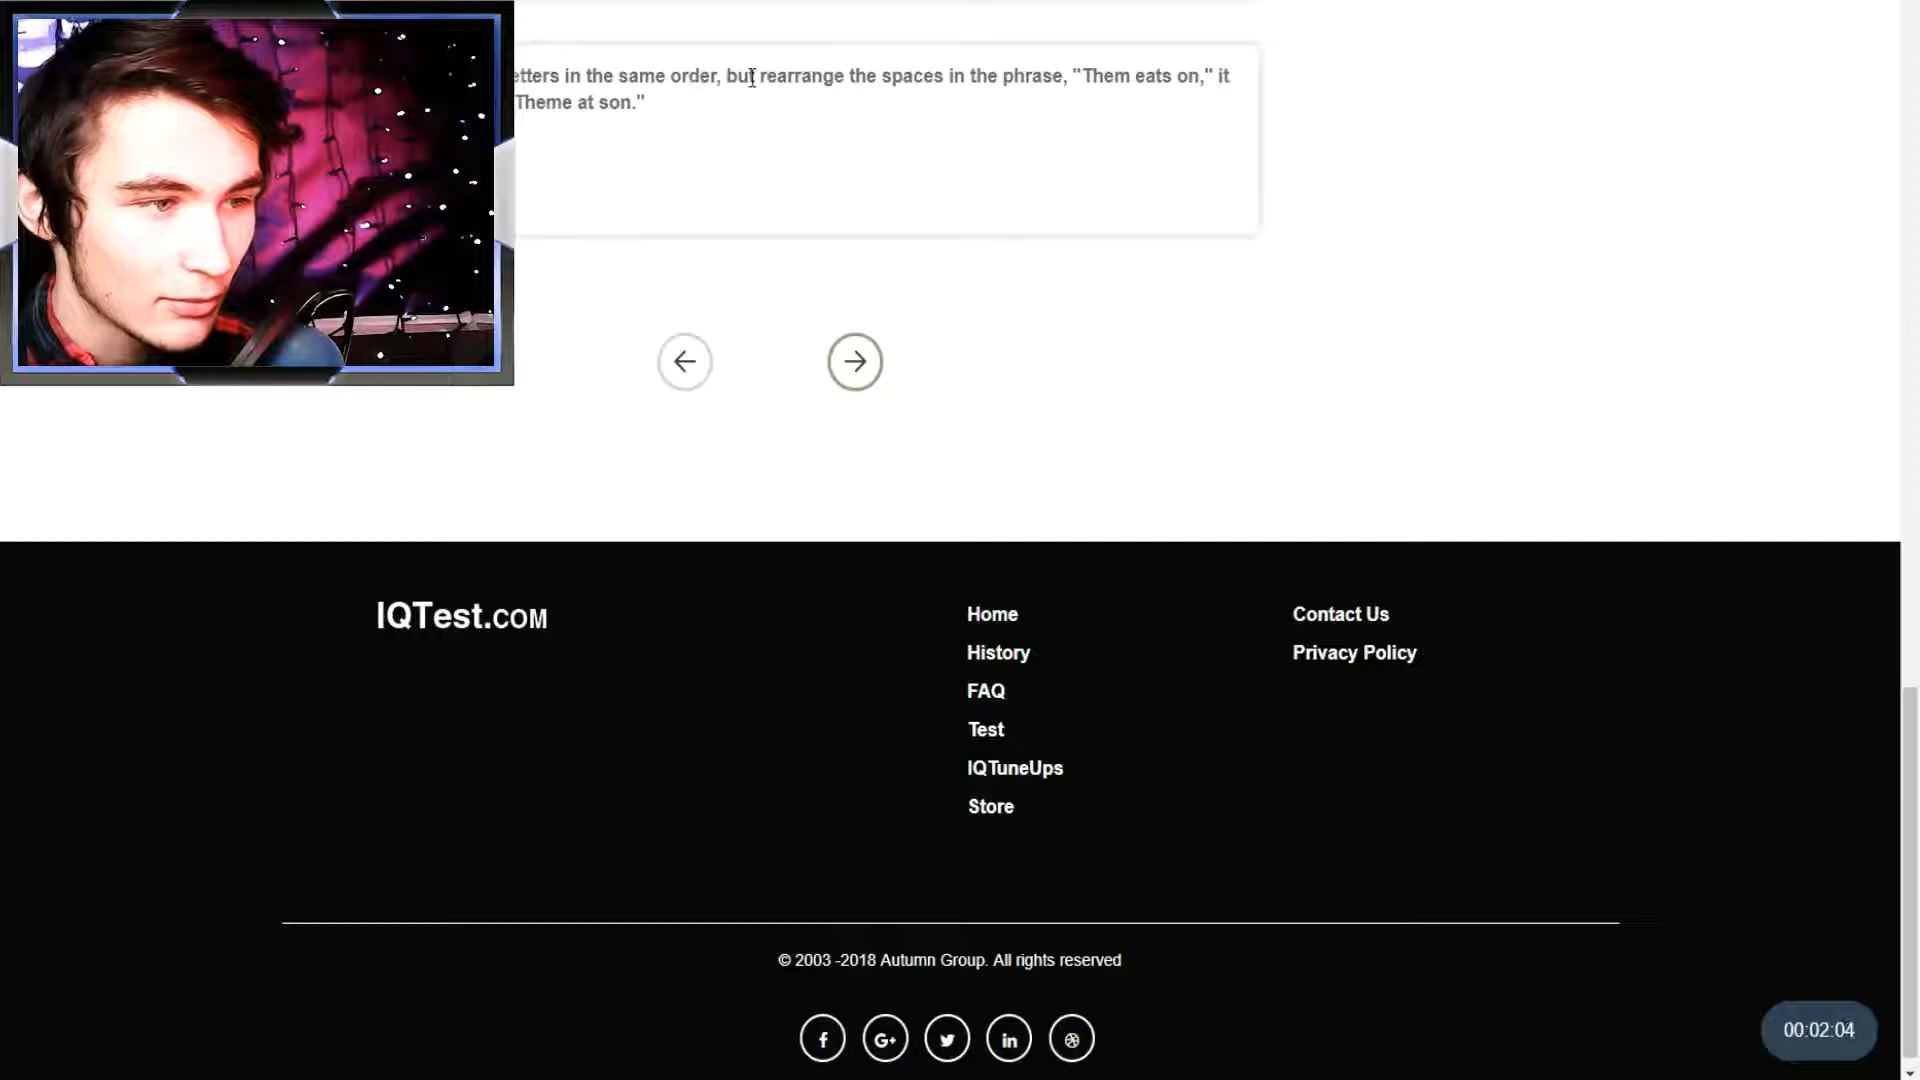 etters in the same order, but rearrange the spaces in the phrase, "Them eats on," it
Theme at son."
IQTest.COM
Home
History
FAQ
Test
IQTuneUps
Store
Contact Us
Privacy Policy
© 2003 -2018 Autumn Group. All rights reserved
f
G+
in
00:02:04